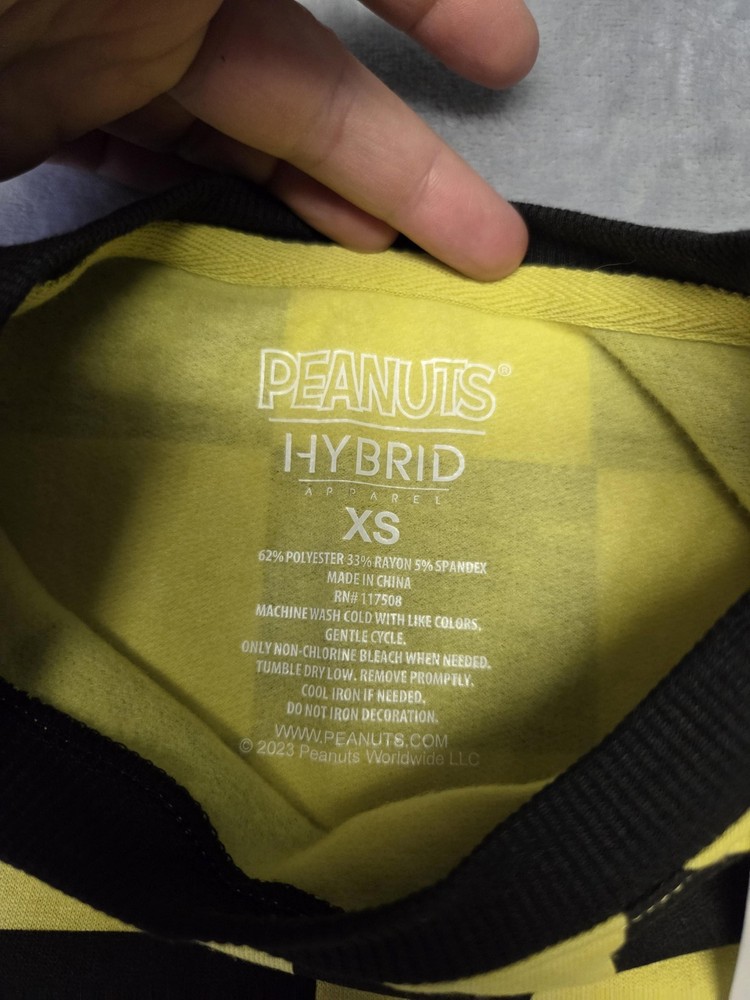 PEANUTS®
HYBRID
APPAREL
XS
62% POLYESTER 33% RAYON 5% SPANDEX
MADE IN CHINA
RN# 117508
MACHINE WASH COLD WITH LIKE COLORS.
GENTLE CYCLE.
ONLY NON-CHLORINE BLEACH WHEN NEEDED.
TUMBLE DRY LOW. REMOVE PROMPTLY.
COOL IRON IF NEEDED.
DO NOT IRON DECORATION.
WWW.PEANUTS.COM
© 2023 Peanuts Worldwide LLC